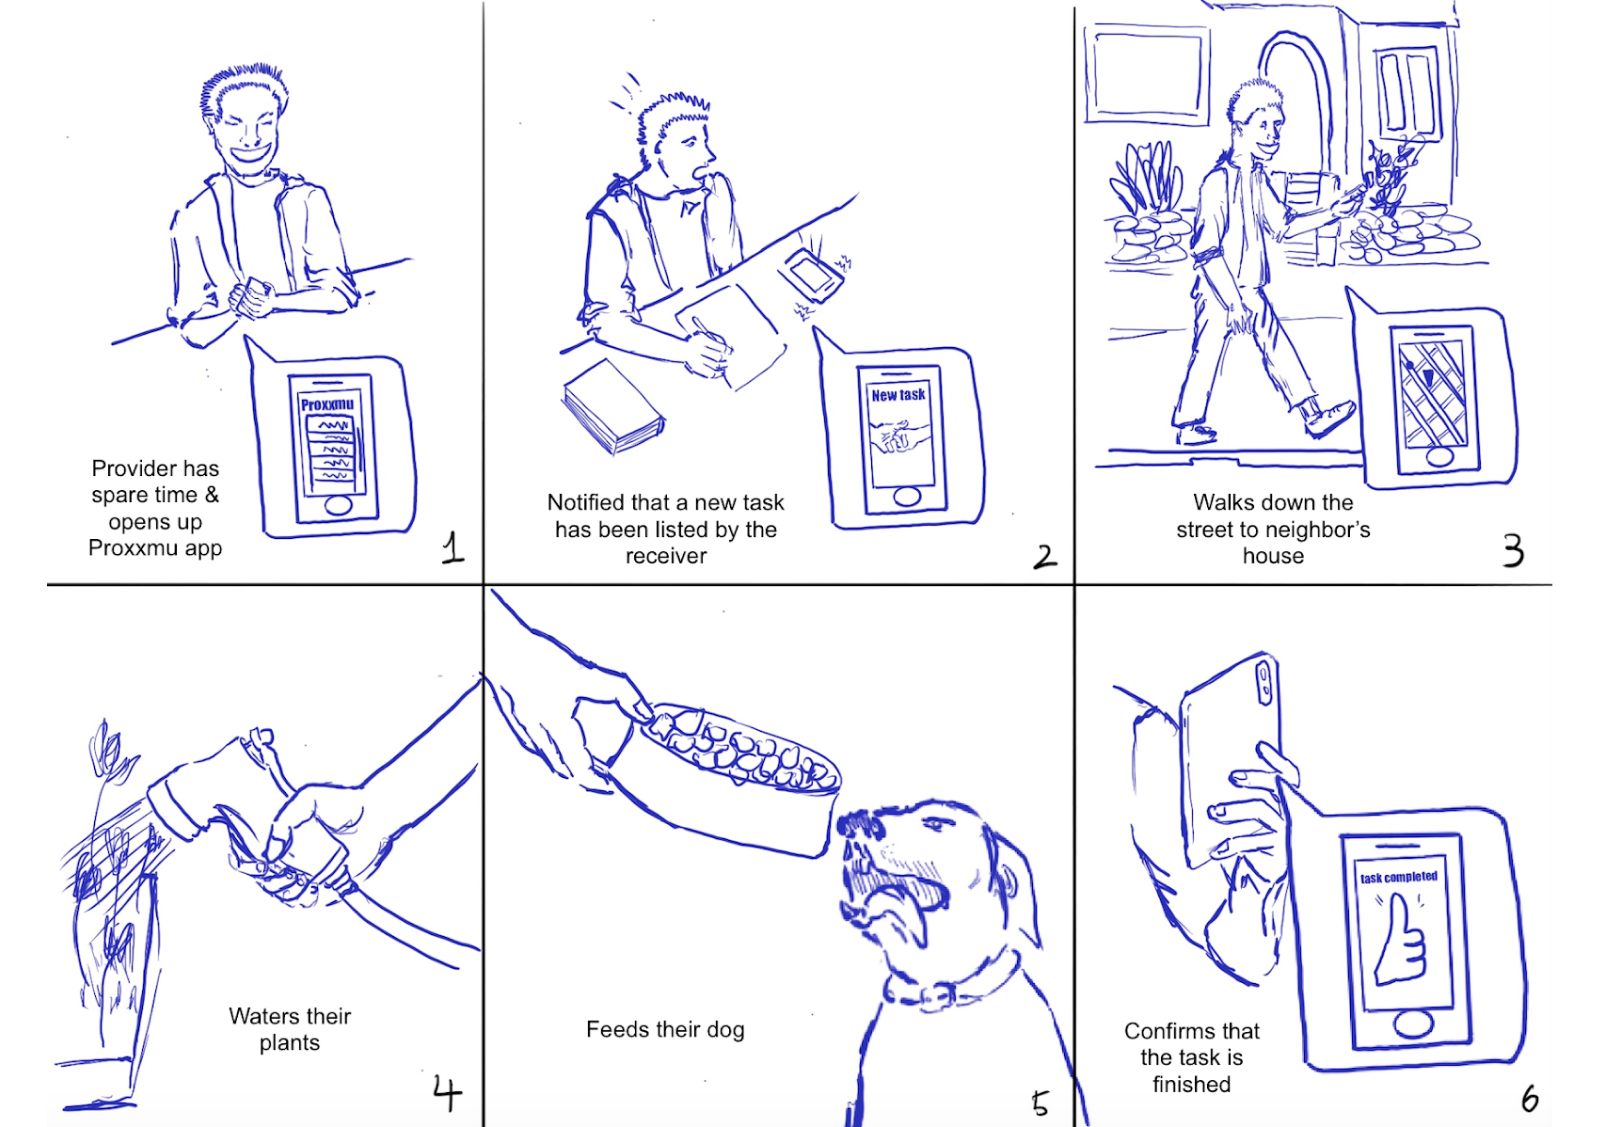 Proxxmu
Provider has
spare time &
opens up
Proxxmu app
1
New task
Notified that a new task
has been listed by the
receiver
2
Walks down the
street to neighbor’s
house
3
Waters their
plants
4
Feeds their dog
5
task completed
Confirms that
the task is
finished
6